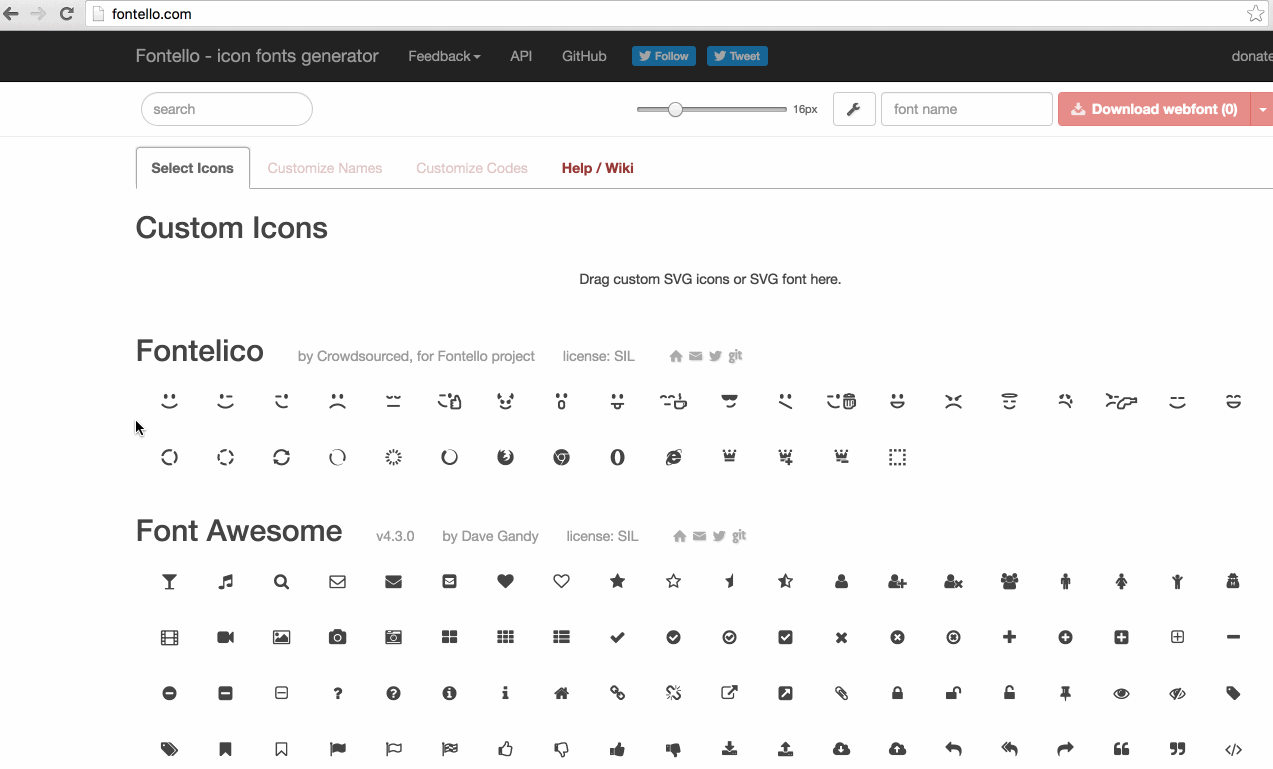 fontello.com
Fontello - icon fonts generator Feedback API GitHub Follow Tweet donate
search 16px font name Download webfont (0)
Select Icons Customize Names Customize Codes Help / Wiki
Custom Icons
Drag custom SVG icons or SVG font here.
Fontelico by Crowdsourced, for Fontello project license: SIL git
Font Awesome v4.3.0 by Dave Gandy license: SIL git